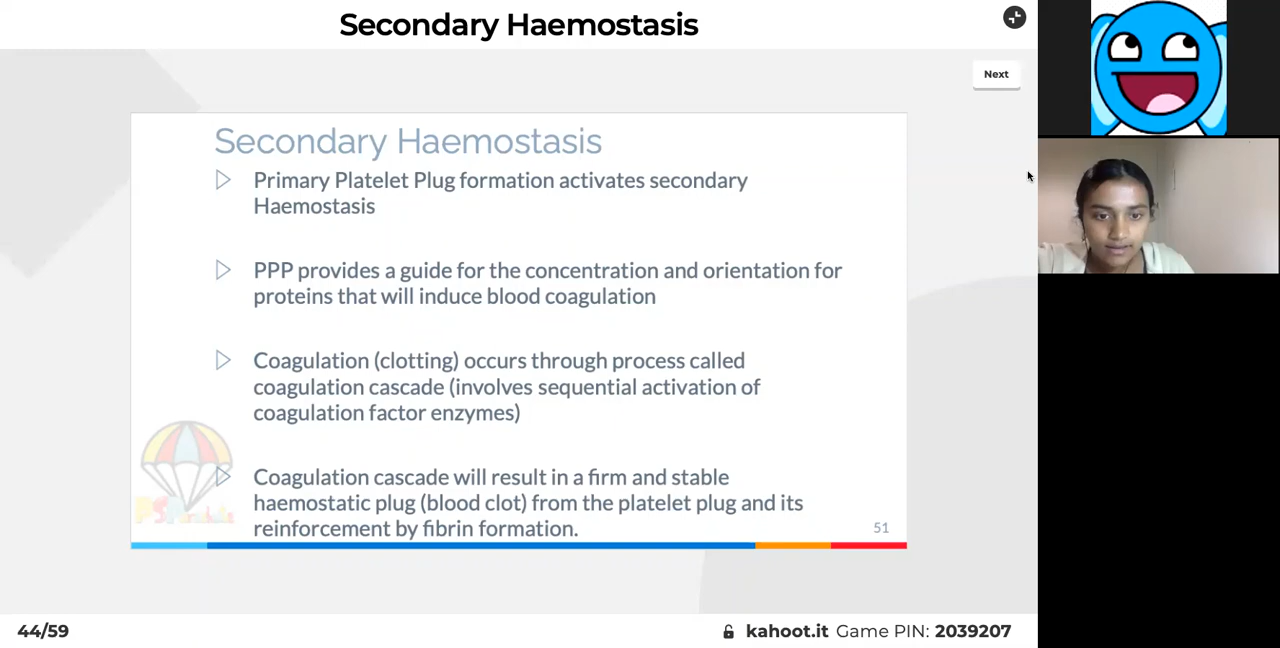 Secondary Haemostasis
Next
Secondary Haemostasis
Primary Platelet Plug formation activates secondary
Haemostasis
PPP provides a guide for the concentration and orientation for
proteins that will induce blood coagulation
Coagulation (clotting) occurs through process called
coagulation cascade (involves sequential activation of
coagulation factor enzymes)
Coagulation cascade will result in a firm and stable
haemostatic plug (blood clot) from the platelet plug and its
reinforcement by fibrin formation.
51
44/59
kahoot.it Game PIN: 2039207